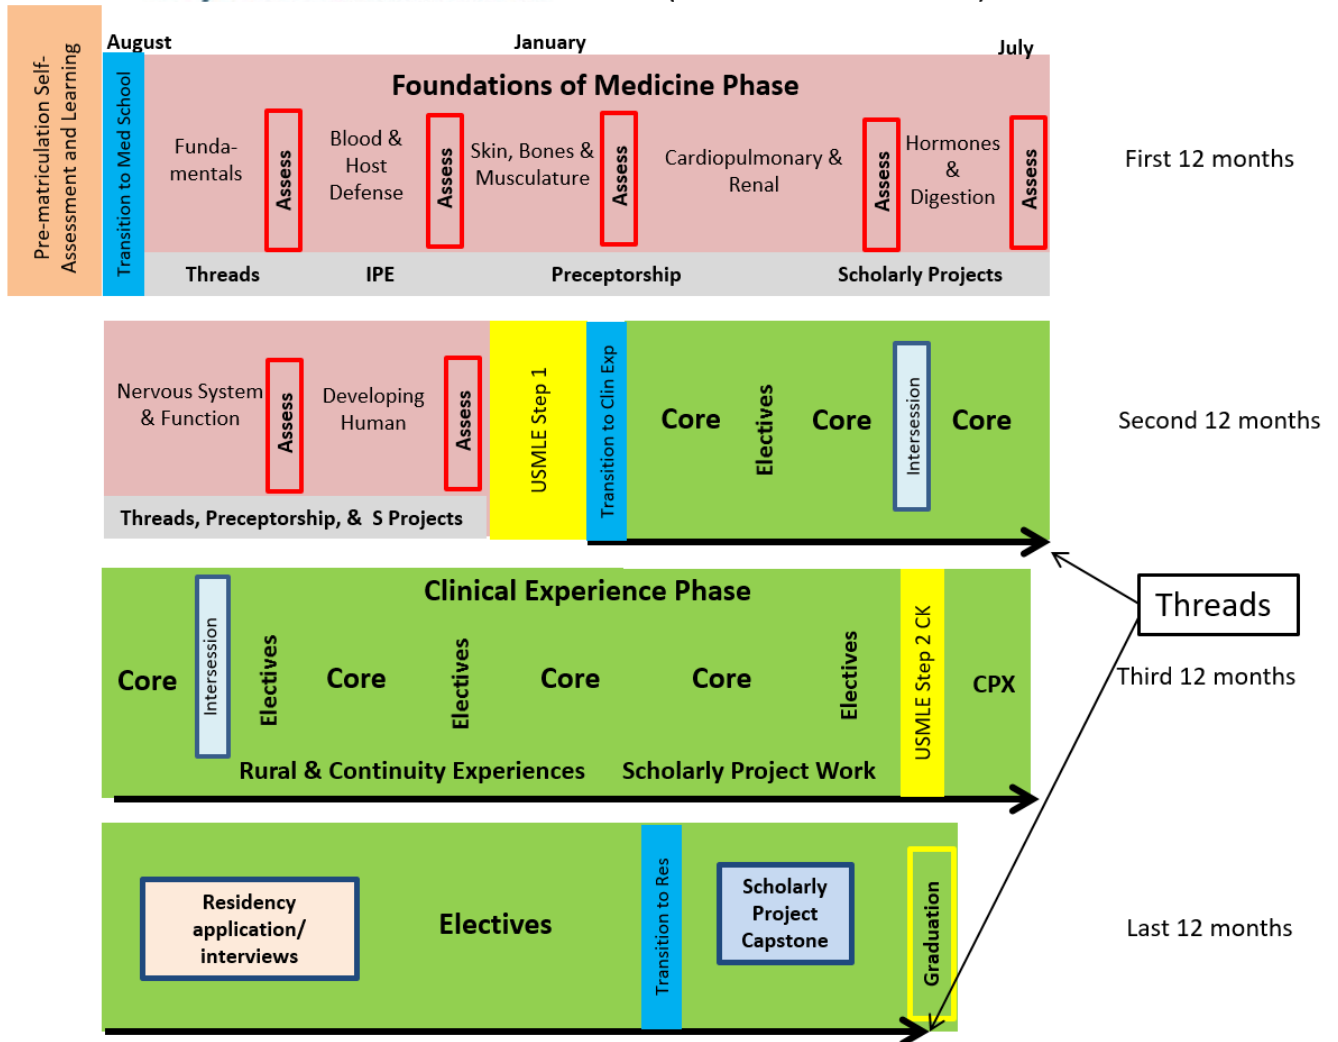 Pre-matriculation Self-
Assessment and Learning
August
January
July
Transition to Med School
Foundations of Medicine Phase
Funda-
mentals
Assess
Blood &
Host
Defense
Assess
Skin, Bones &
Musculature
Assess
Cardiopulmonary &
Renal
Assess
Hormones
&
Digestion
Assess
First 12 months
Threads
IPE
Preceptorship
Scholarly Projects
Nervous System
& Function
Assess
Developing
Human
Assess
Threads, Preceptorship, & S Projects
USMLE Step 1
Transition to Clin Exp
Core
Electives
Core
Intersession
Core
Second 12 months
Threads
Clinical Experience Phase
Core
Intersession
Electives
Core
Electives
Core
Core
Electives
USMLE Step 2 CK
CPX
Third 12 months
Rural & Continuity Experiences
Scholarly Project Work
Residency
application/
interviews
Electives
Transition to Res
Scholarly
Project
Capstone
Graduation
Last 12 months